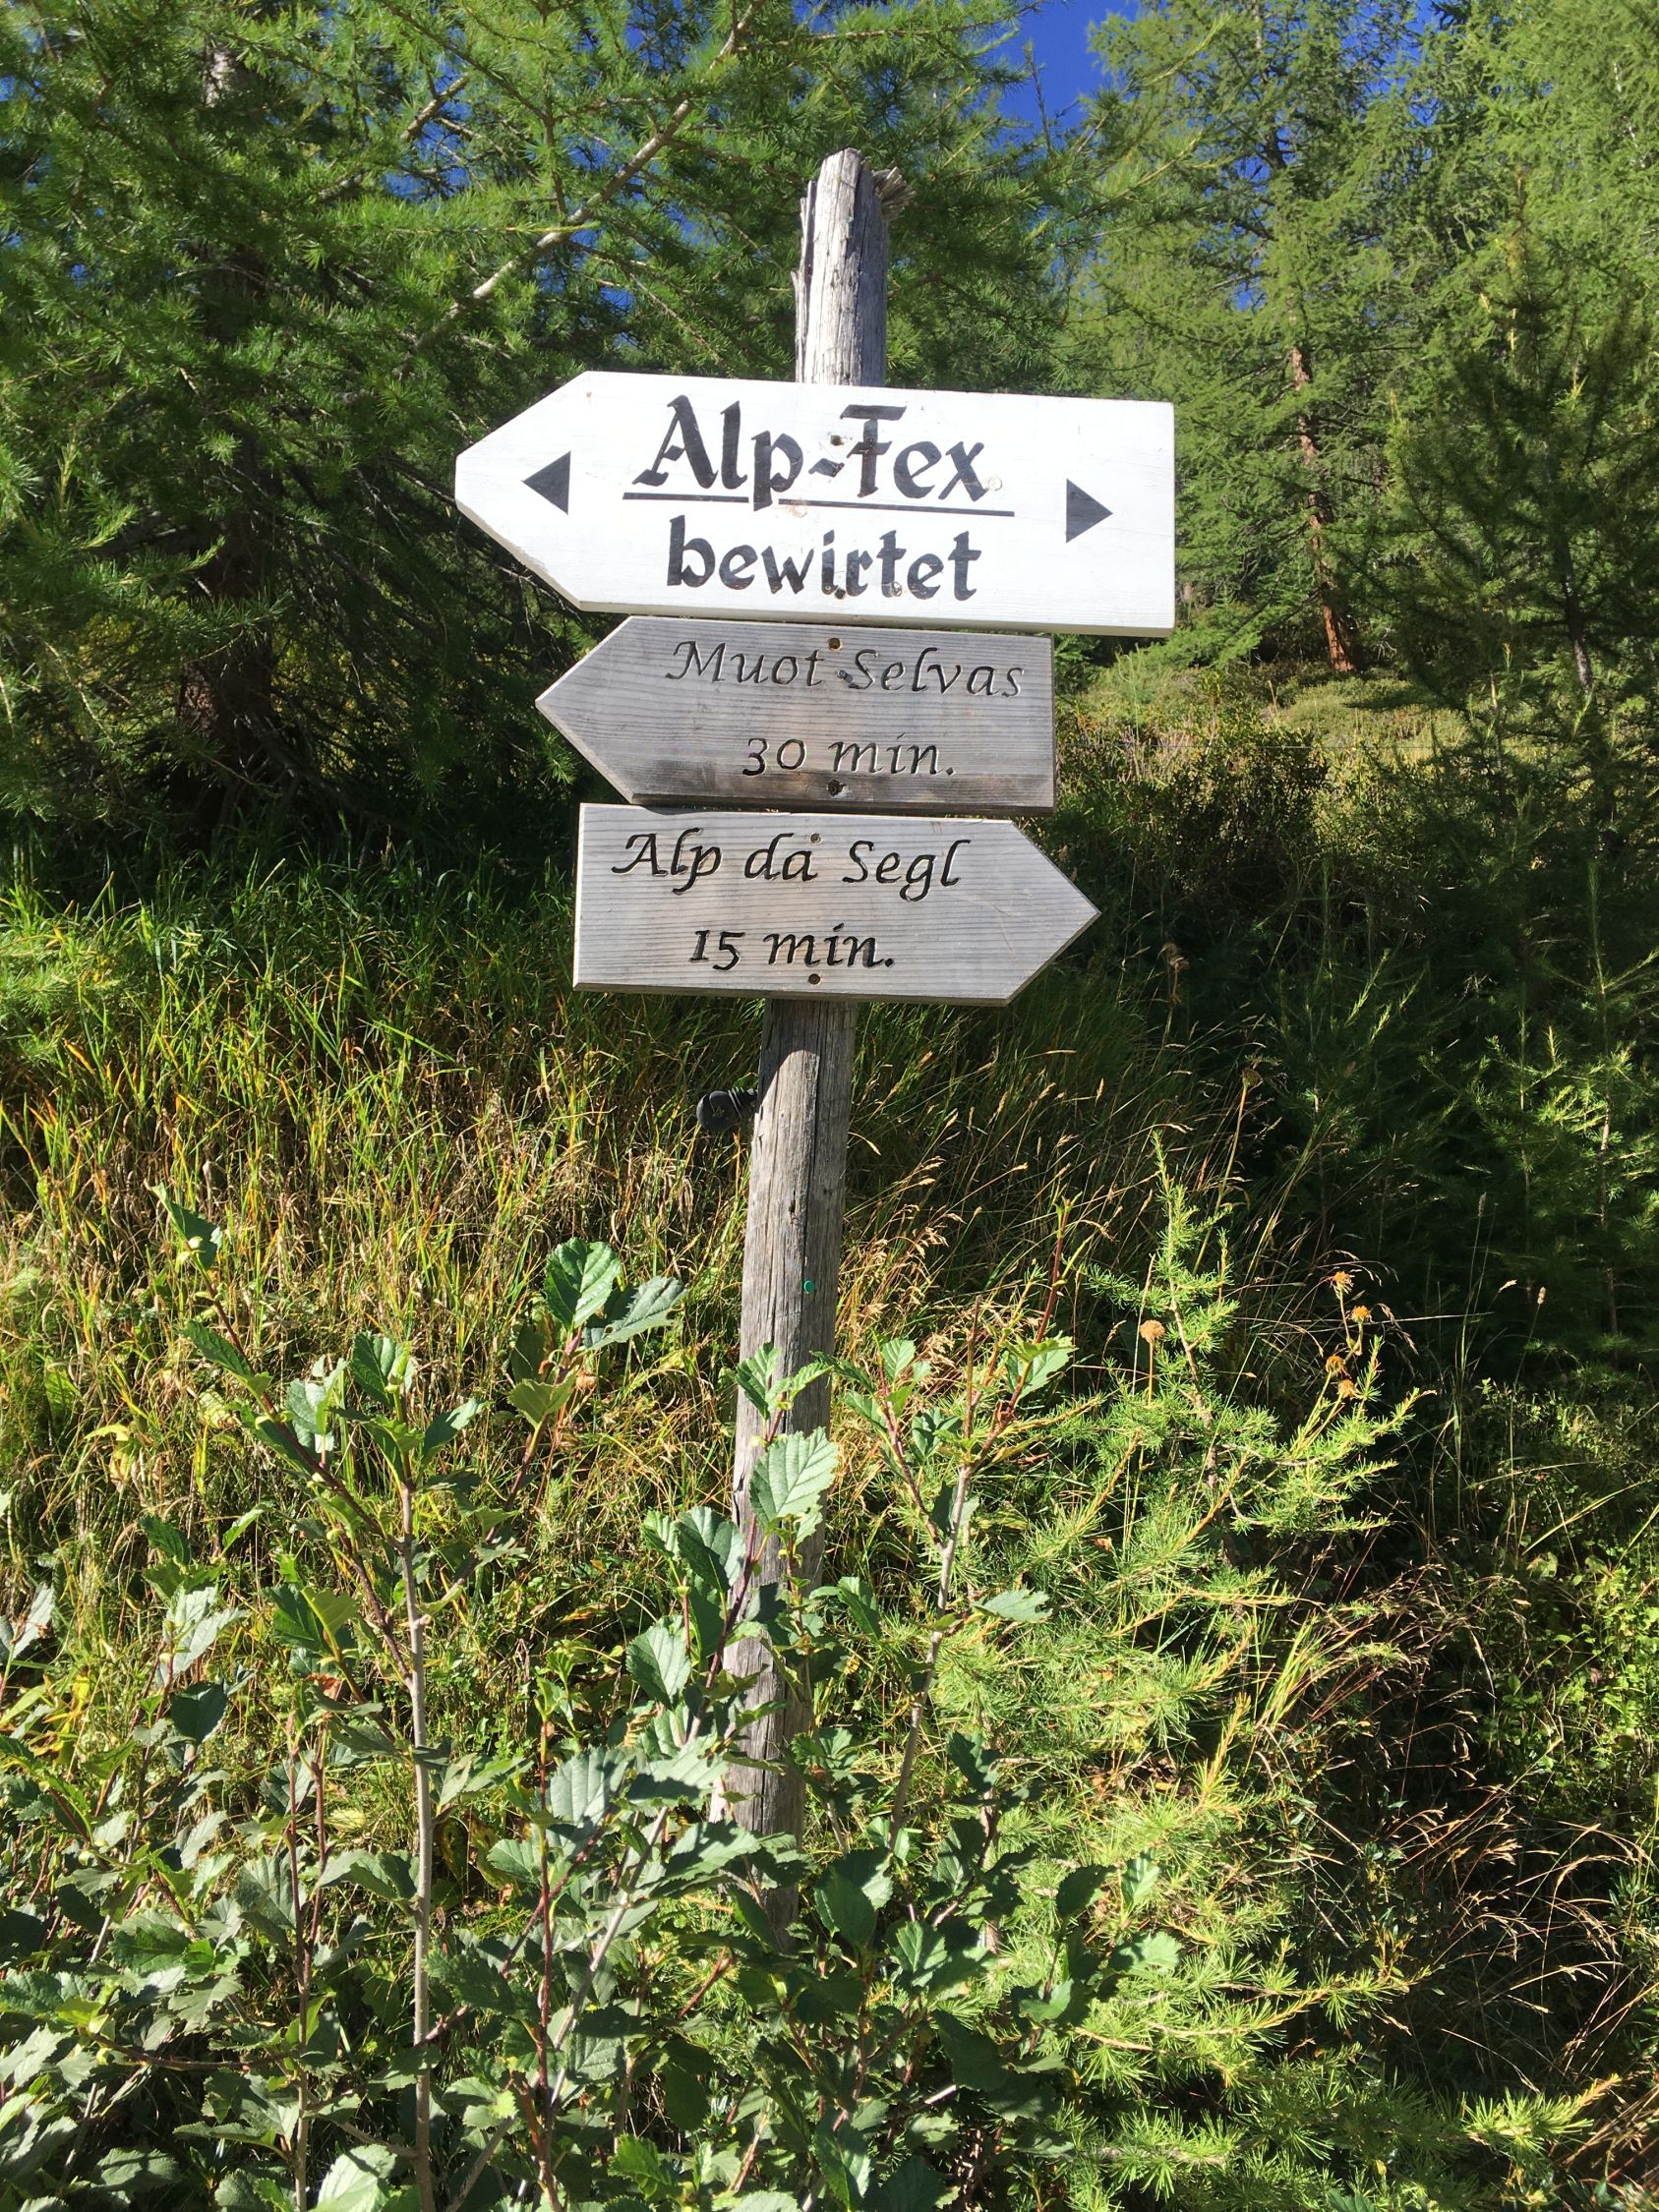 Alp-Fex
bewirtet
Muot Selvas
30 min.
Alp da Segl
15 min.